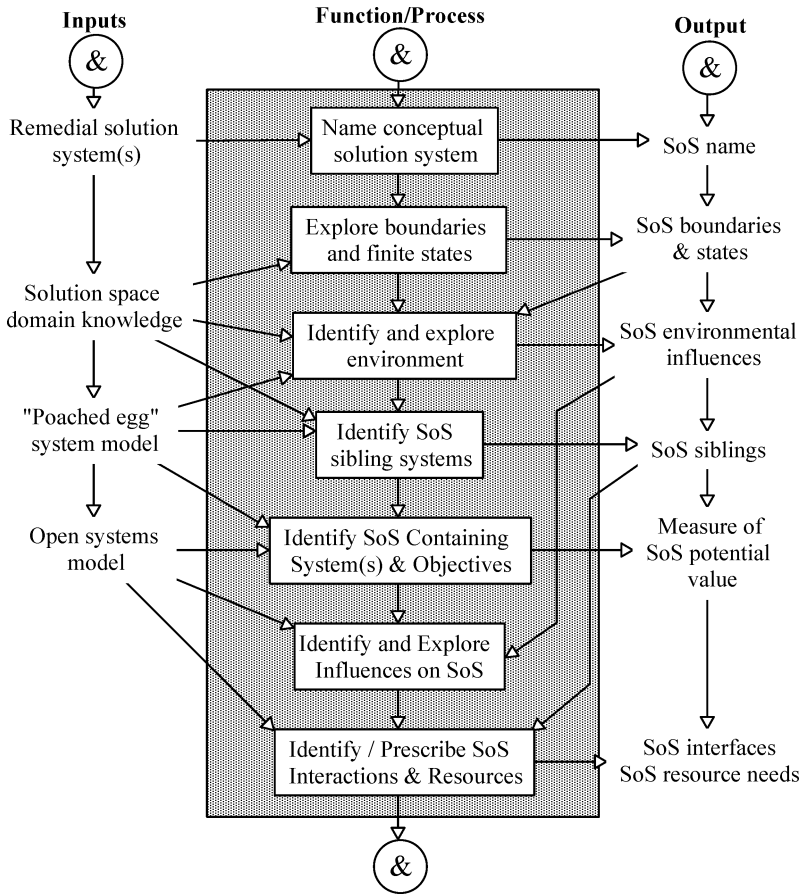 Inputs
Function/Process
Output
&
&
&
Remedial solution
system(s)
Name conceptual
solution system
SoS name
Explore boundaries
and finite states
SoS boundaries
& states
Solution space
domain knowledge
Identify and explore
environment
SoS environmental
influences
"Poached egg"
system model
Identify SoS
sibling systems
SoS siblings
Open systems
model
Identify SoS Containing
System(s) & Objectives
Measure of
SoS potential
value
Identify and Explore
Influences on SoS
Identify / Prescribe SoS
Interactions & Resources
SoS interfaces
SoS resource needs
&